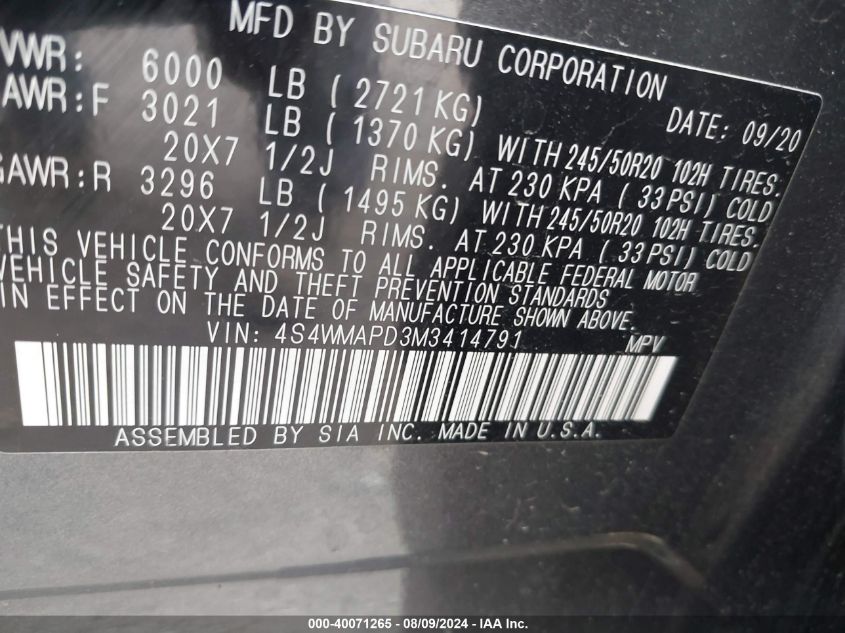 MFD BY SUBARU CORPORATION
VWR: 6000 LB ( 2721 KG) DATE: 09/20
AWR:F 3021 LB ( 1370 KG) WITH 245/50R20 102H TIRES.
20X7 1/2J RIMS. AT 230 KPA ( 33 PSI) COLD
GAWR:R 3296 LB ( 1495 KG) WITH 245/50R20 102H TIRES.
20X7 1/2J RIMS. AT 230 KPA ( 33 PSI) COLD
THIS VEHICLE CONFORMS TO ALL APPLICABLE FEDERAL MOTOR
VEHICLE SAFETY AND THEFT PREVENTION STANDARDS
IN EFFECT ON THE DATE OF MANUFACTURE SHOWN ABOVE.
VIN: 4S4WMAPD3M3414791 MPV
ASSEMBLED BY SIA INC. MADE IN U.S.A.
000-40071265 - 08/09/2024 - IAA Inc.